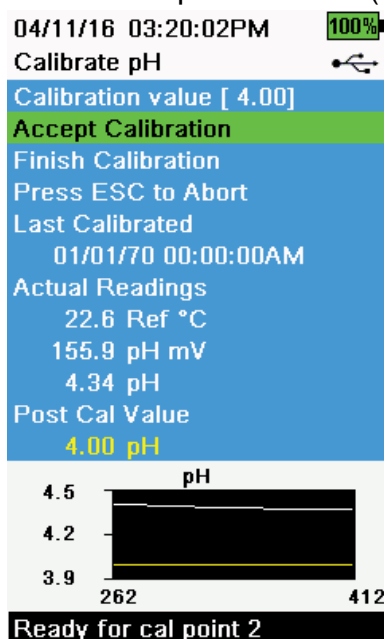 04/11/16 03:20:02PM 100%
Calibrate pH
Calibration value [ 4.00]
Accept Calibration
Finish Calibration
Press ESC to Abort
Last Calibrated
01/01/70 00:00:00AM
Actual Readings
22.6 Ref °C
155.9 pH mV
4.34 pH
Post Cal Value
4.00 pH
pH
4.5
4.2
3.9
262 412
Ready for cal point 2